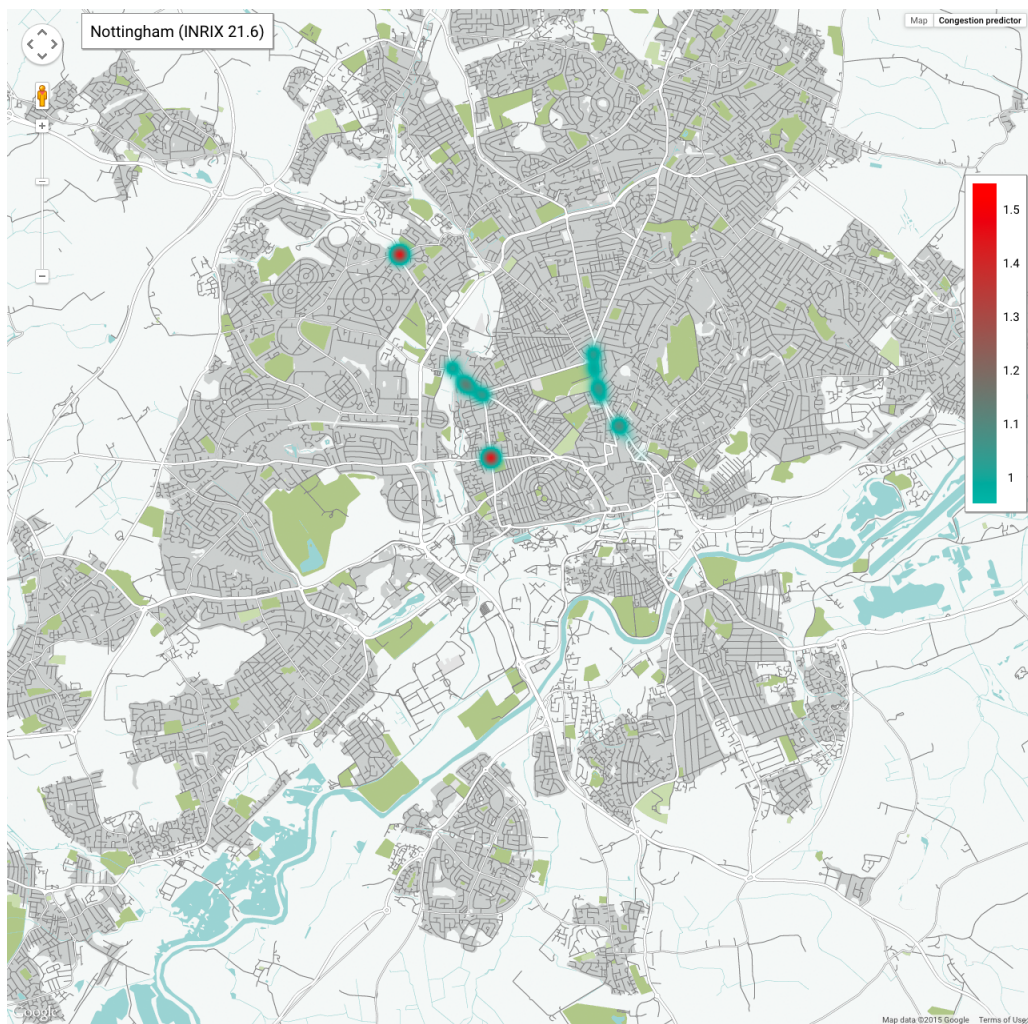 Nottingham (INRIX 21.6)
Map Congestion predictor
1.5
1.4
1.3
1.2
1.1
1
Google
Map data ©2015 Google Terms of Use